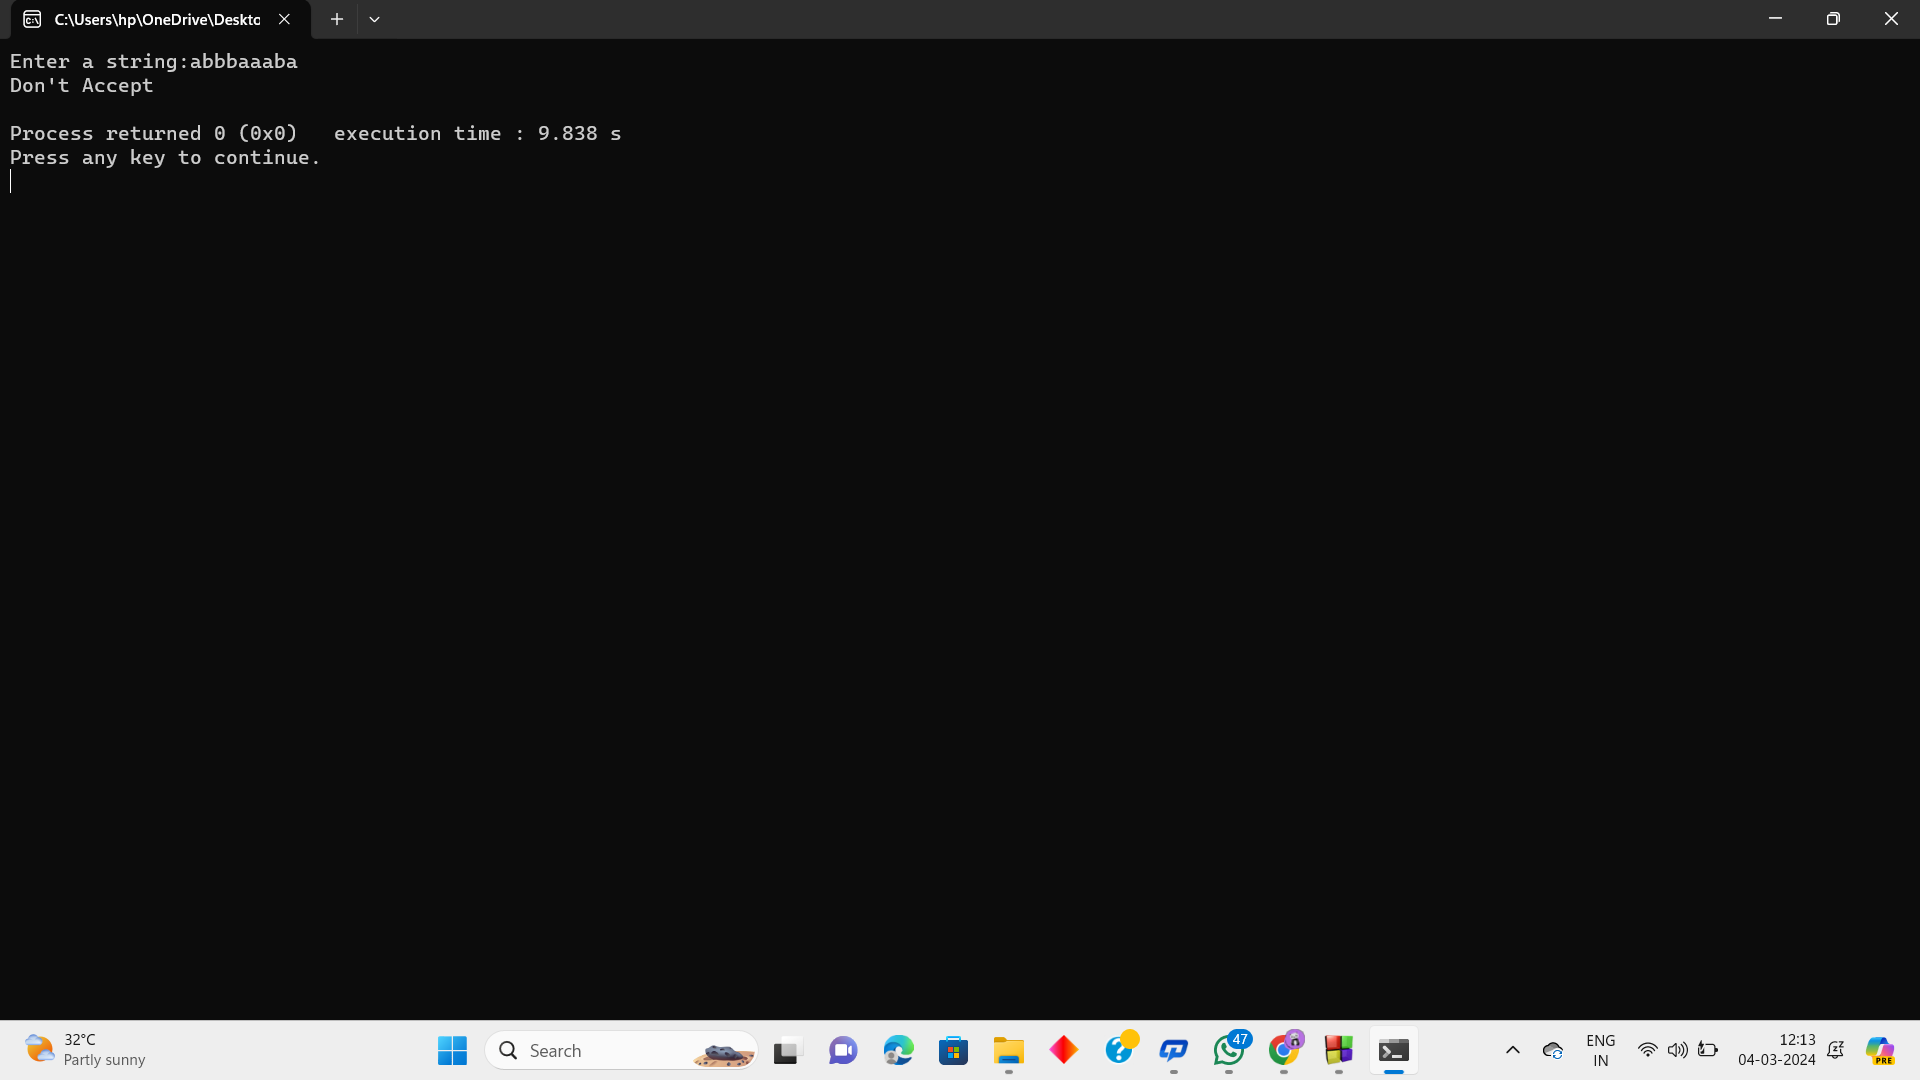 C:\Users\hp\OneDrive\Deskto
Enter a string:abbbaaaba
Don't Accept
Process returned 0 (0x0)   execution time : 9.838 s
Press any key to continue.
32°C
Partly sunny
Search
47
ENG
IN
12:13
04-03-2024
PRE